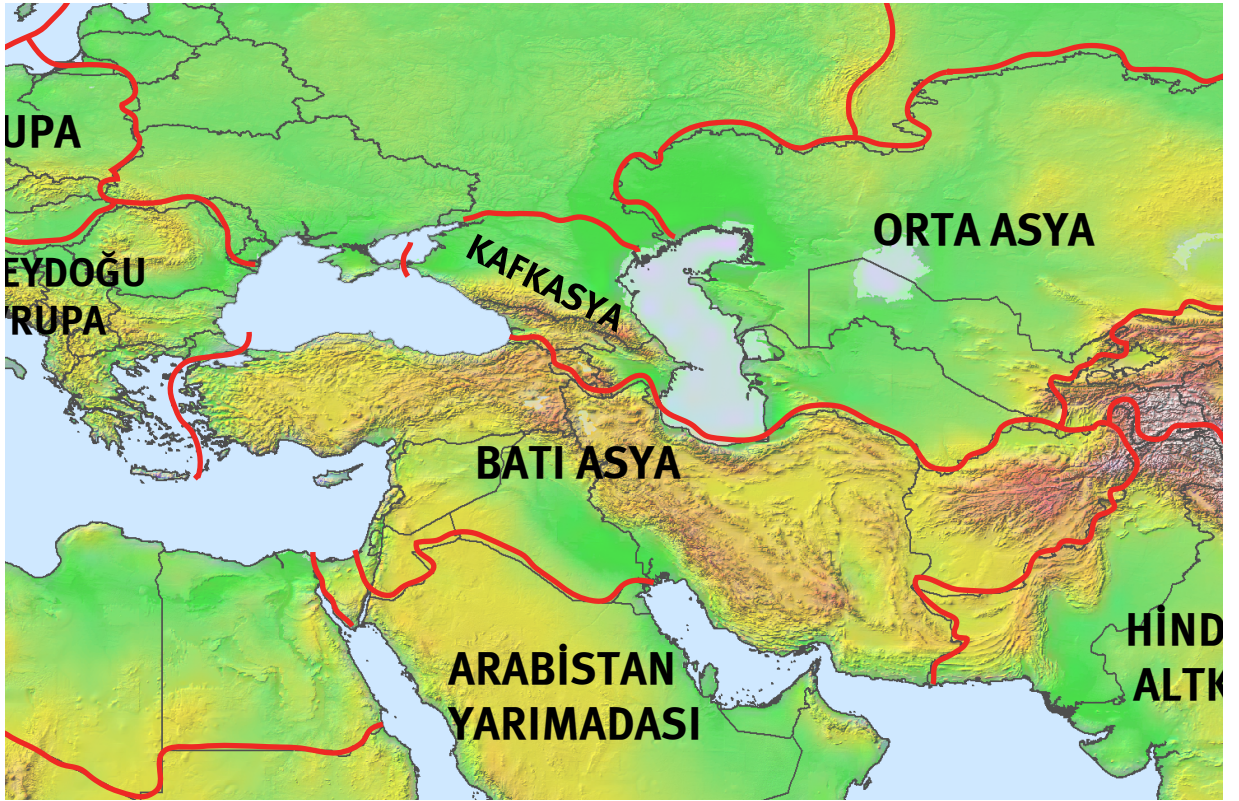 UPA
ORTA ASYA
KAFKASYA
EYDOĞU
RUPA
BATI ASYA
HİND
ALTK
ARABİSTAN
YARIMADASI